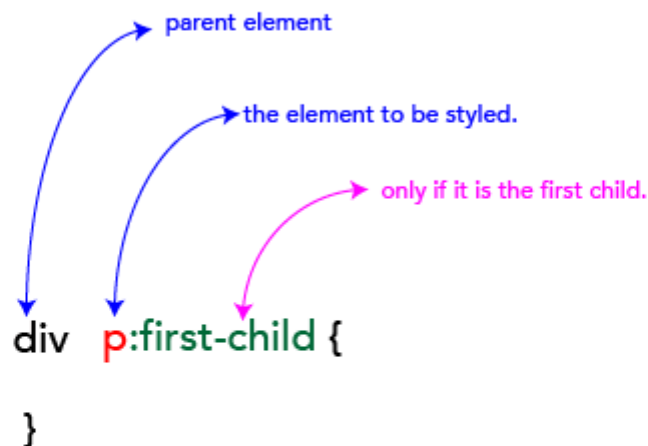 parent element
the element to be styled.
only if it is the first child.
div p:first-child {
}